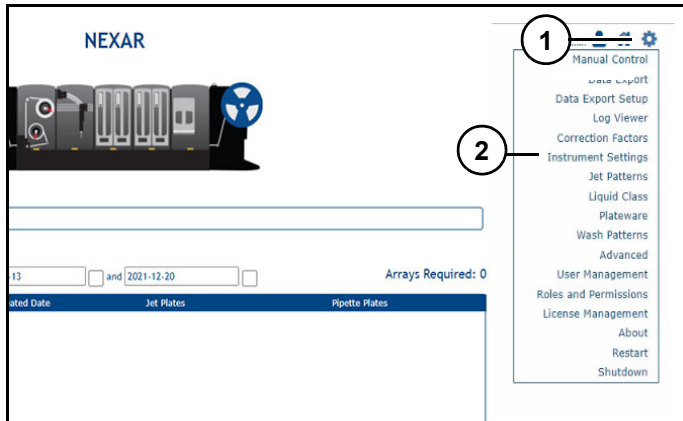 NEXAR
1
Manual Control
Data Export
Data Export Setup
Log Viewer
Correction Factors
2
Instrument Settings
Jet Patterns
Liquid Class
Plateware
Wash Patterns
Advanced
User Management
Roles and Permissions
License Management
About
Restart
Shutdown
-13 and 2021-12-20 Arrays Required: 0
ated Date Jet Plates Pipette Plates